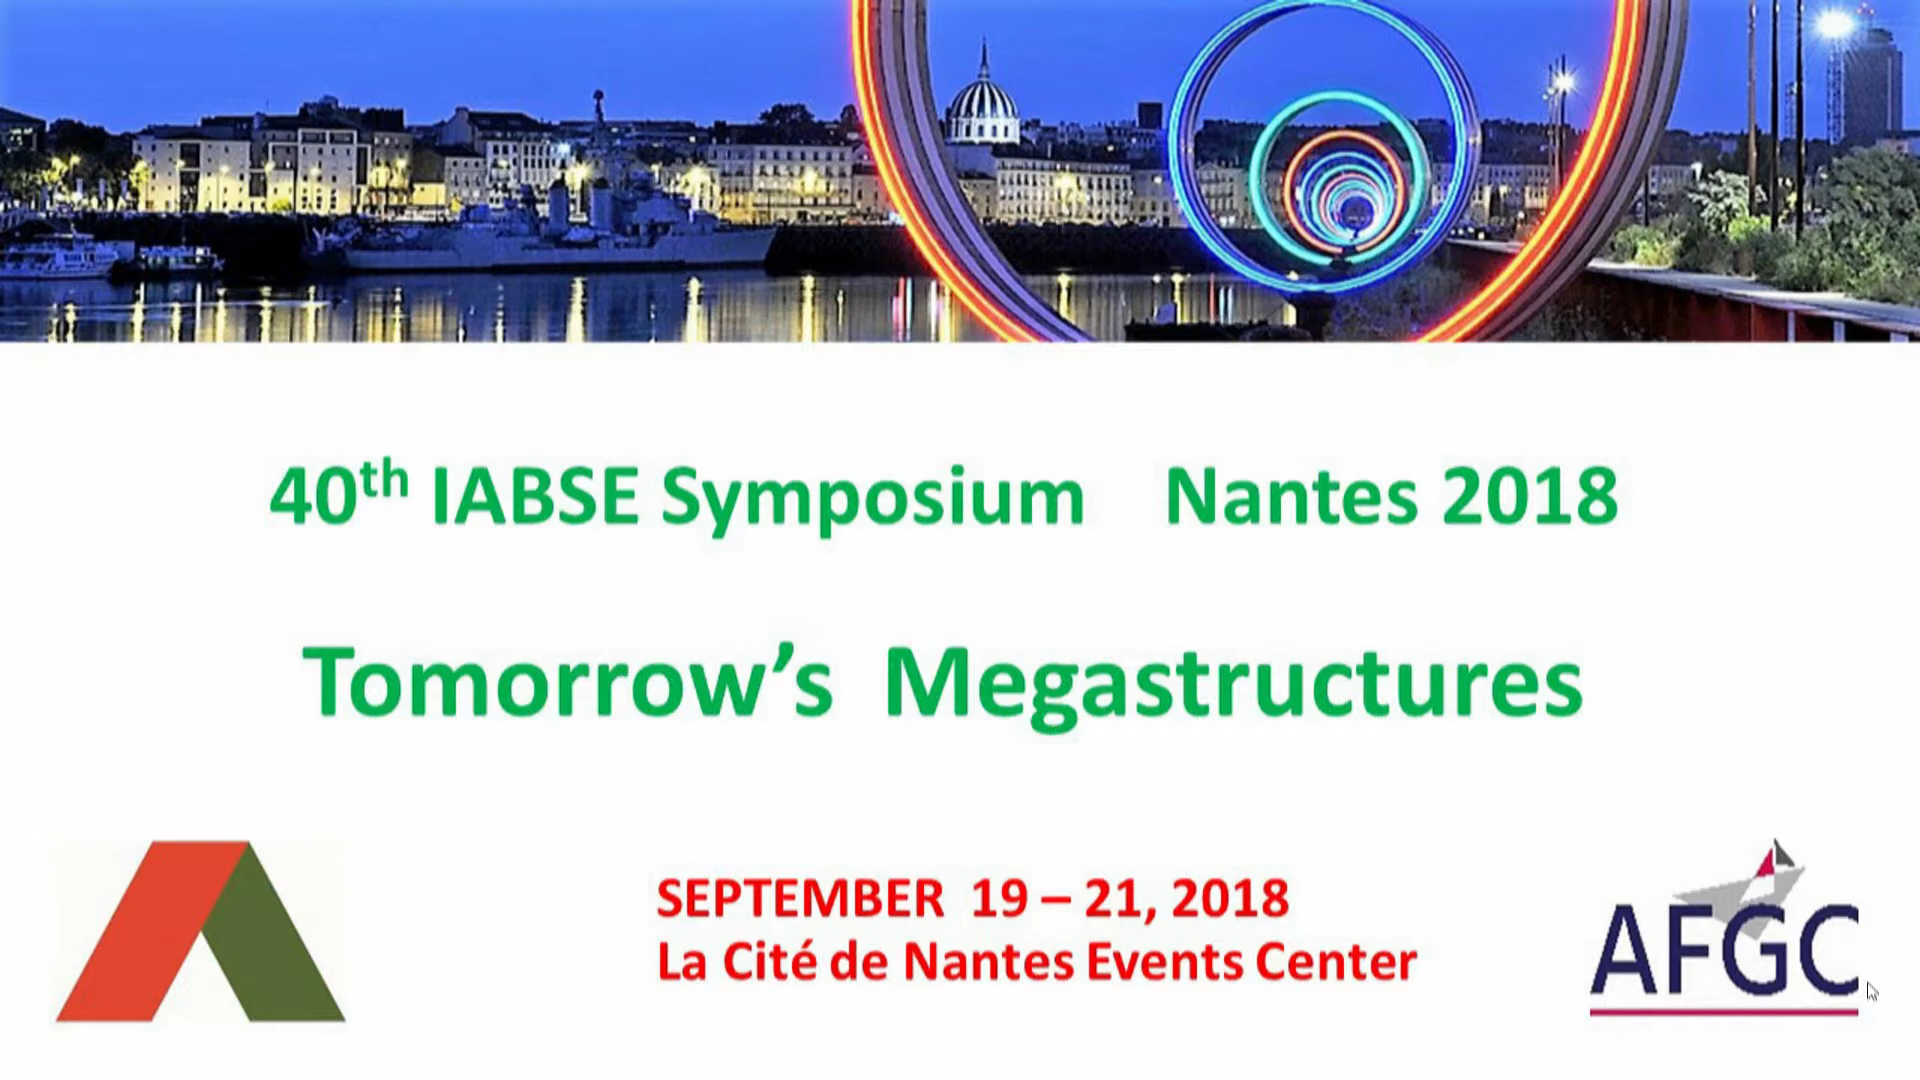 40th IABSE Symposium Nantes 2018
Tomorrow’s Megastructures
SEPTEMBER 19 – 21, 2018
La Cité de Nantes Events Center
AFGC